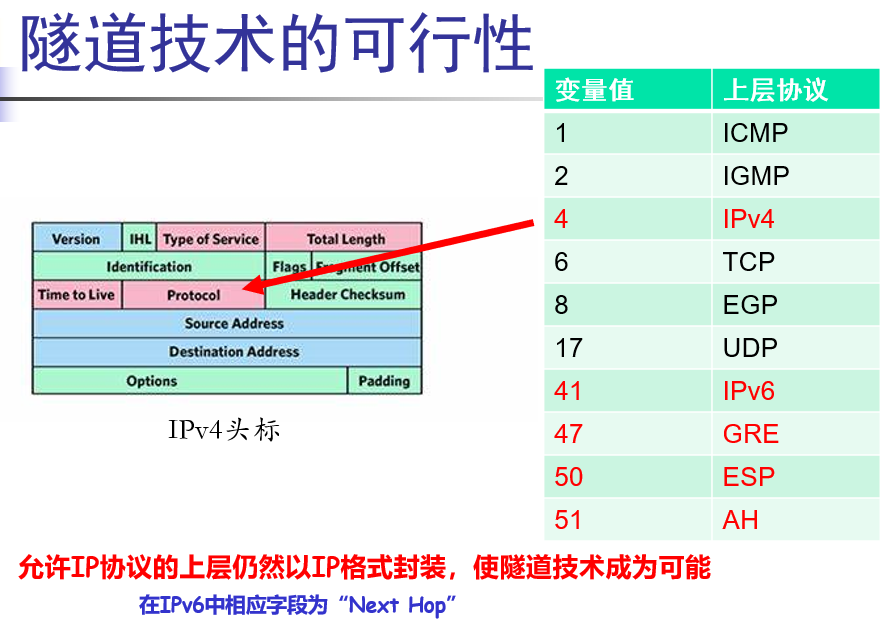 隧道技术的可行性
变量值 上层协议
1 ICMP
2 IGMP
4 IPv4
6 TCP
8 EGP
17 UDP
41 IPv6
47 GRE
50 ESP
51 AH
Version IHL Type of Service Total Length
Identification Flags Fragment Offset
Time to Live Protocol Header Checksum
Source Address
Destination Address
Options Padding
IPv4头标
允许IP协议的上层仍然以IP格式封装，使隧道技术成为可能
在IPv6中相应字段为“Next Hop”